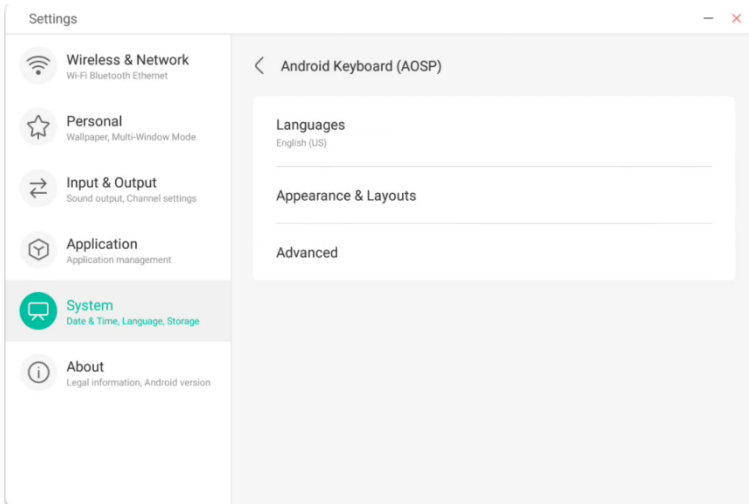 Settings
Wireless & Network
Wi-Fi Bluetooth Ethernet
Personal
Wallpaper, Multi-Window Mode
Input & Output
Sound output, Channel settings
Application
Application management
System
Date & Time, Language, Storage
About
Legal information, Android version
Android Keyboard (AOSP)
Languages
English (US)
Appearance & Layouts
Advanced